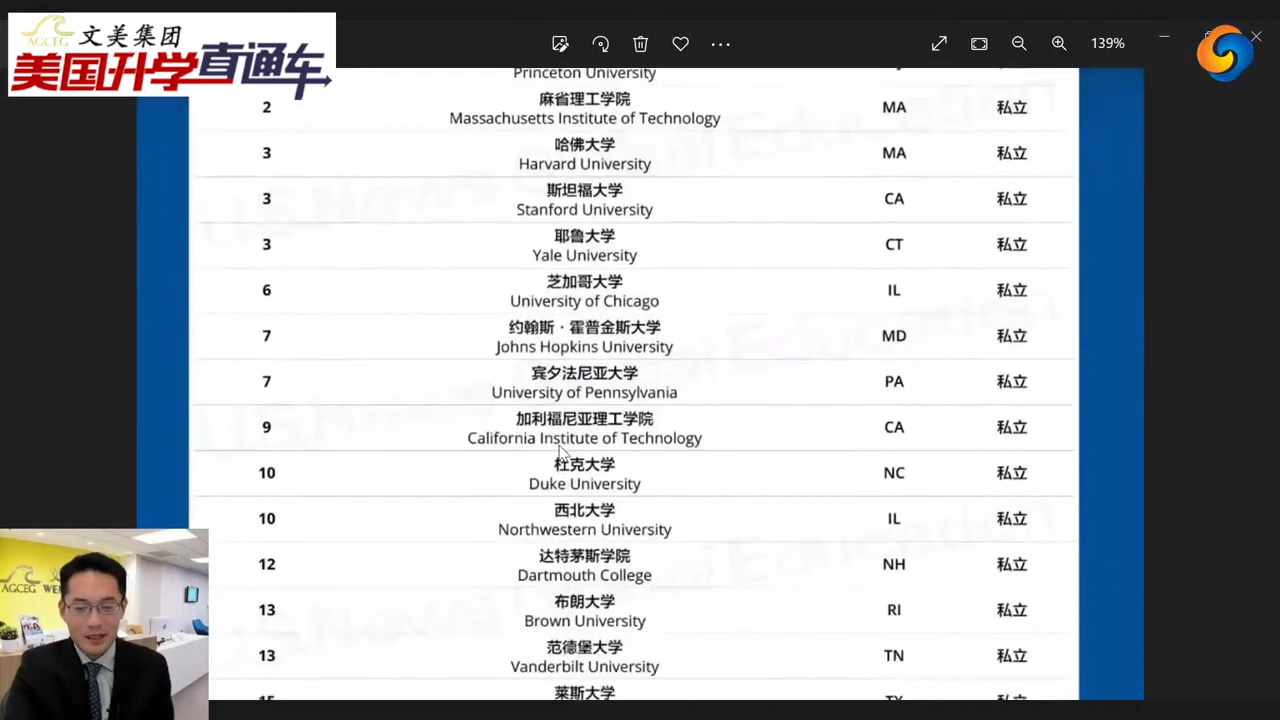 AGCEG 文美集团
美国升学直通车
139%
Princeton University
2 麻省理工学院 MA 私立
Massachusetts Institute of Technology
3 哈佛大学 MA 私立
Harvard University
3 斯坦福大学 CA 私立
Stanford University
3 耶鲁大学 CT 私立
Yale University
6 芝加哥大学 IL 私立
University of Chicago
7 约翰斯·霍普金斯大学 MD 私立
Johns Hopkins University
7 宾夕法尼亚大学 PA 私立
University of Pennsylvania
9 加利福尼亚理工学院 CA 私立
California Institute of Technology
10 杜克大学 NC 私立
Duke University
10 西北大学 IL 私立
Northwestern University
12 达特茅斯学院 NH 私立
Dartmouth College
13 布朗大学 RI 私立
Brown University
13 范德堡大学 TN 私立
Vanderbilt University
莱斯大学
AGCEG